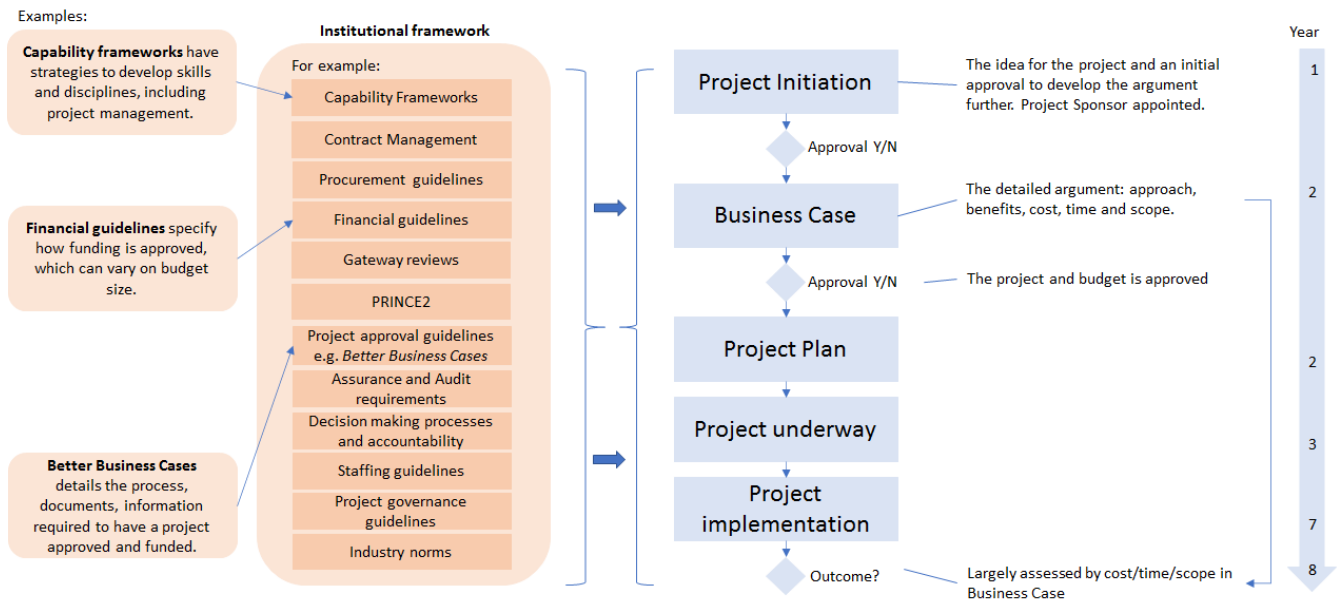 Examples:
Capability frameworks have
strategies to develop skills
and disciplines, including
project management.
Financial guidelines specify
how funding is approved,
which can vary on budget
size.
Better Business Cases
details the process,
documents, information
required to have a project
approved and funded.
Institutional framework
For example:
Capability Frameworks
Contract Management
Procurement guidelines
Financial guidelines
Gateway reviews
PRINCE2
Project approval guidelines
e.g. Better Business Cases
Assurance and Audit
requirements
Decision making processes
and accountability
Staffing guidelines
Project governance
guidelines
Industry norms
Project Initiation
Approval Y/N
Business Case
Approval Y/N
Project Plan
Project underway
Project
implementation
Outcome?
The idea for the project and an initial
approval to develop the argument
further. Project Sponsor appointed.
The detailed argument: approach,
benefits, cost, time and scope.
The project and budget is approved
Largely assessed by cost/time/scope in
Business Case
Year
1
2
2
3
7
8